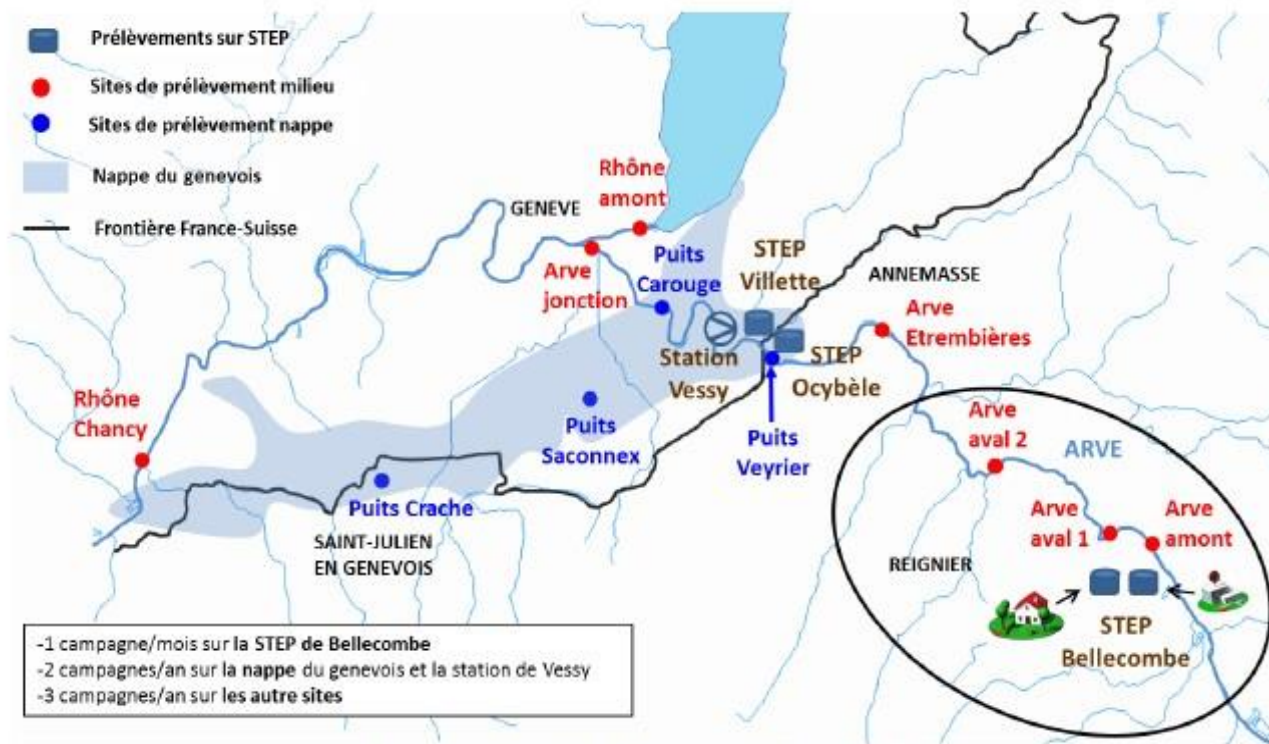 Prélèvements sur STEP
Sites de prélèvement milieu
Sites de prélèvement nappe
Nappe du genevois
Frontière France-Suisse
Rhône
amont
GENEVE
Arve
jonction
Puits
Carouge
STEP
Villette
ANNEMASSE
Arve
Etrembières
Station
Vessy
STEP
Ocybèle
Rhône
Chancy
Puits
Saconnex
Puits
Veyrier
Puits Crache
SAINT-JULIEN
EN GENEVOIS
Arve
aval 2
ARVE
Arve
aval 1
Arve
amont
REIGNIER
STEP
Bellecombe
-1 campagne/mois sur la STEP de Bellecombe
-2 campagnes/an sur la nappe du genevois et la station de Vessy
-3 campagnes/an sur les autre sites